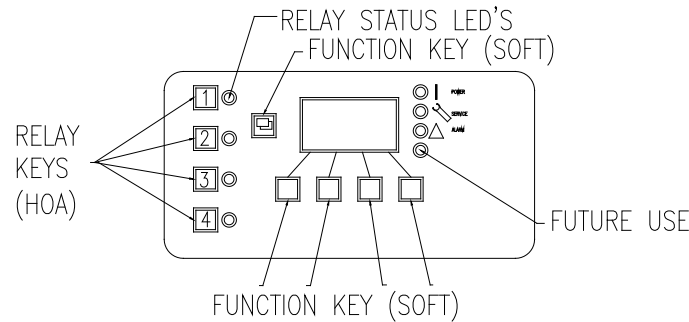 RELAY STATUS LED'S
FUNCTION KEY (SOFT)
1
POWER
SERVICE
2
ALARM
RELAY
KEYS
(HOA)
3
4
FUTURE USE
FUNCTION KEY (SOFT)